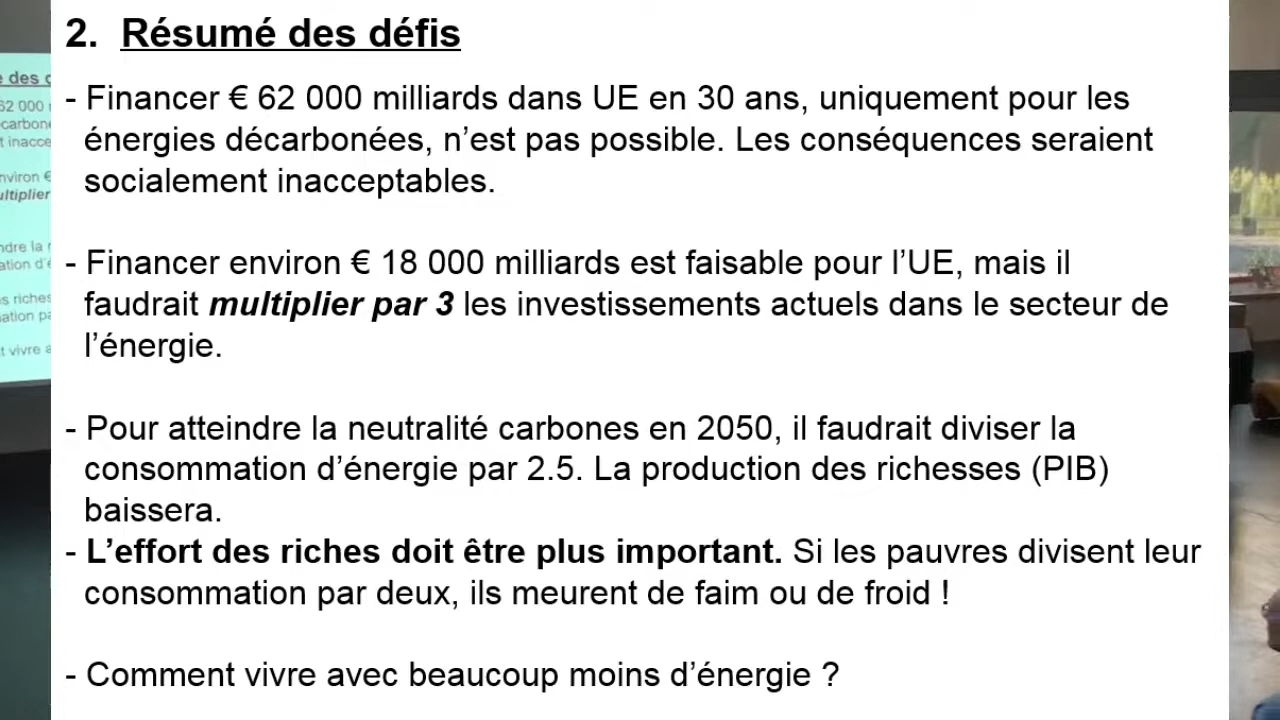 2. Résumé des défis
- Financer € 62 000 milliards dans UE en 30 ans, uniquement pour les
énergies décarbonées, n’est pas possible. Les conséquences seraient
socialement inacceptables.
- Financer environ € 18 000 milliards est faisable pour l’UE, mais il
faudrait multiplier par 3 les investissements actuels dans le secteur de
l’énergie.
- Pour atteindre la neutralité carbones en 2050, il faudrait diviser la
consommation d’énergie par 2.5. La production des richesses (PIB)
baissera.
- L’effort des riches doit être plus important. Si les pauvres divisent leur
consommation par deux, ils meurent de faim ou de froid !
- Comment vivre avec beaucoup moins d’énergie ?